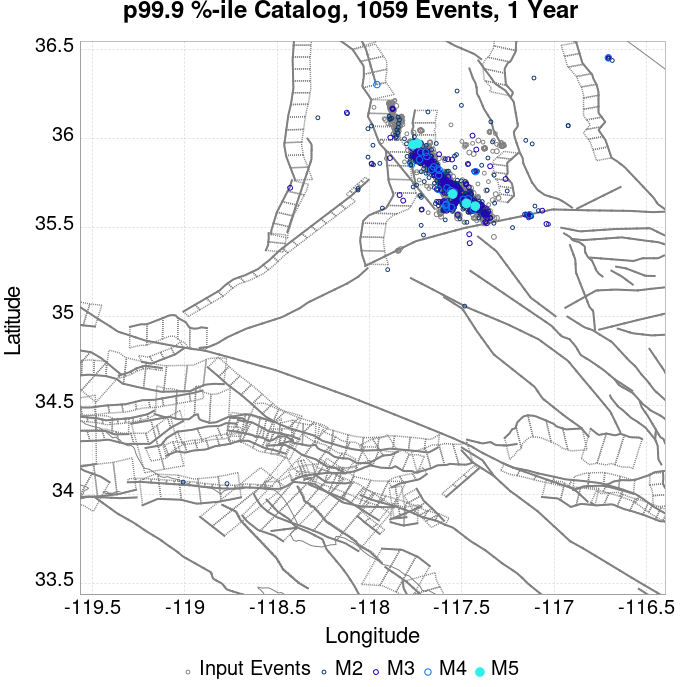 p99.9 %-ile Catalog, 1059 Events, 1 Year
36.5
36
35.5
35
34.5
34
33.5
Latitude
-119.5 -119 -118.5 -118 -117.5 -117 -116.5
Longitude
Input Events M2 M3 M4 M5